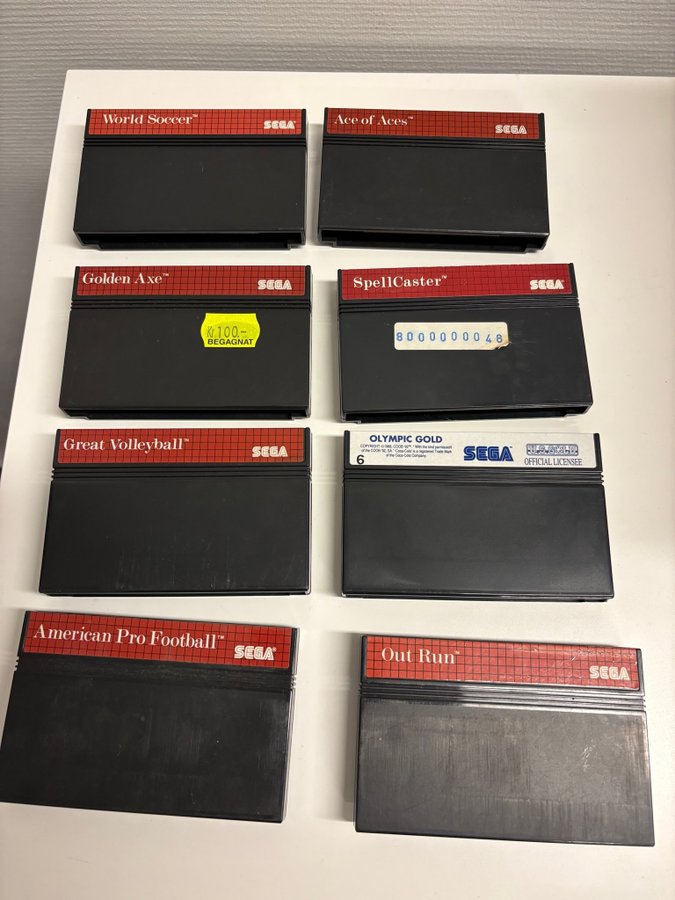 World Soccer™
SEGA®
Ace of Aces™
SEGA
Golden Axe™
SEGA®
Kr 100.-
BEGAGNAT
SpellCaster™
SEGA®
8000000048
Great Volleyball™
SEGA®
OLYMPIC GOLD
6
SEGA™
OFFICIAL LICENSEE
American Pro Football™
SEGA®
Out Run™
SEGA®